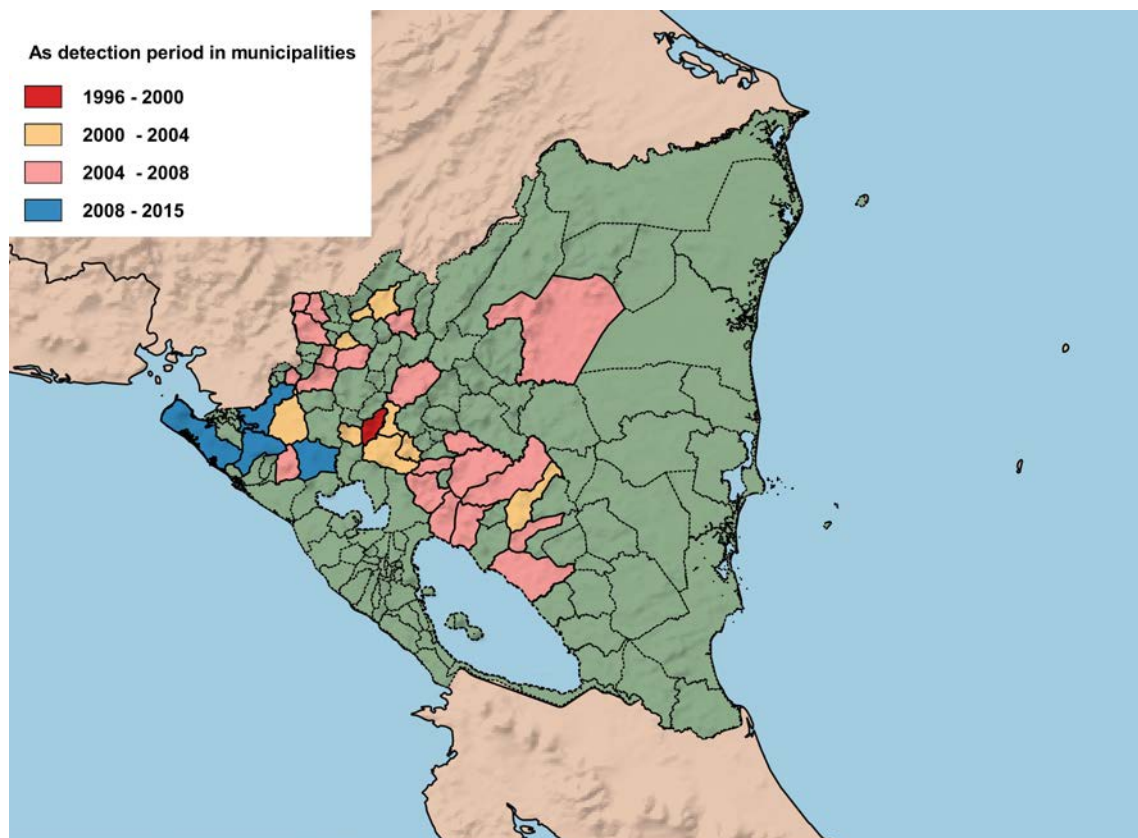 As detection period in municipalities
1996 - 2000
2000 - 2004
2004 - 2008
2008 - 2015